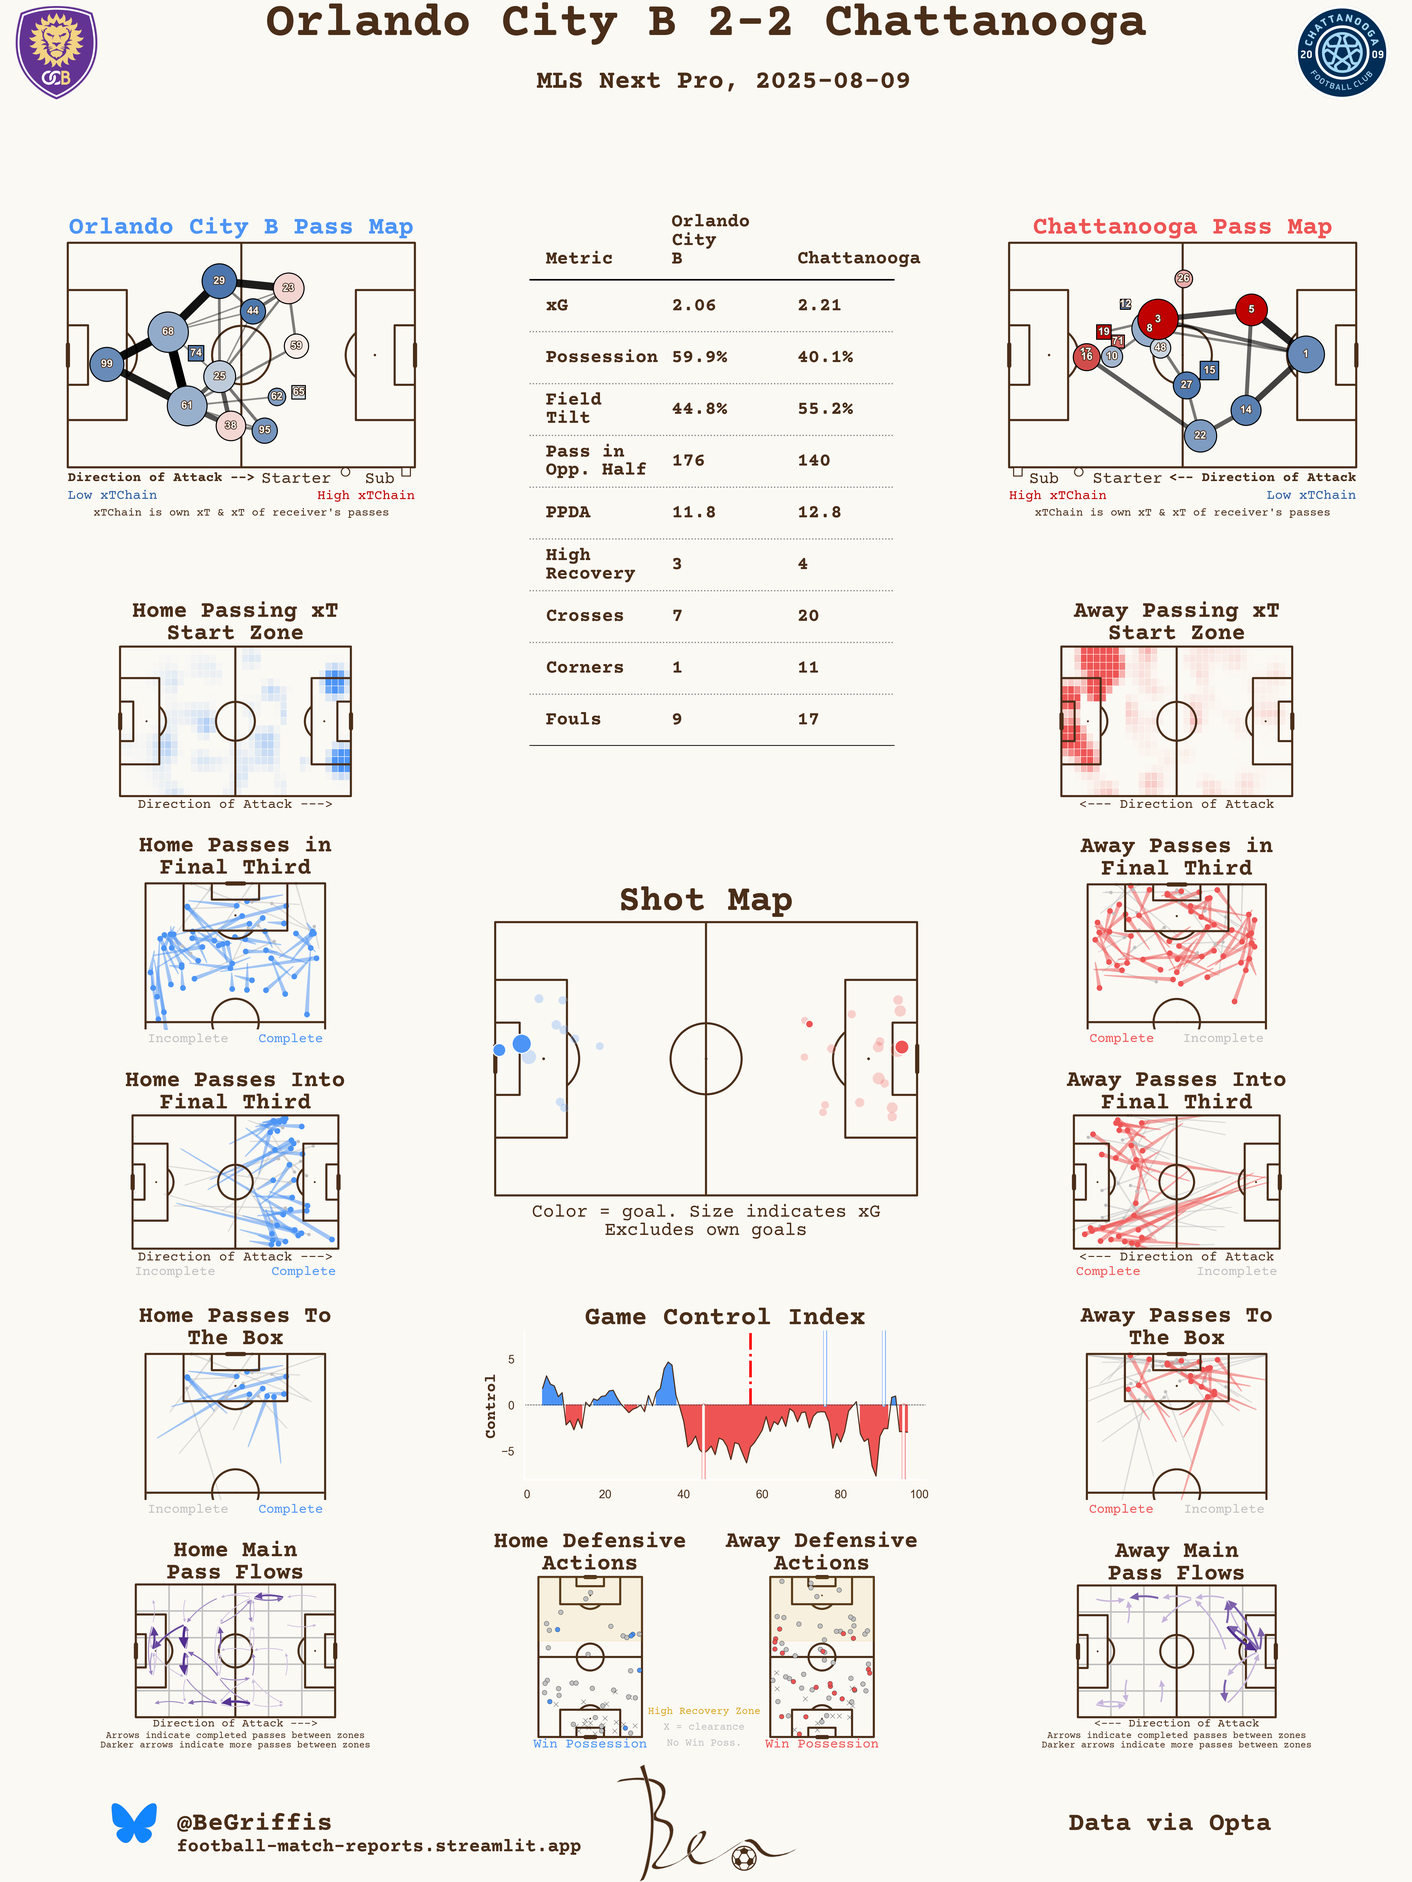 Orlando City B 2-2 Chattanooga
MLS Next Pro, 2025-08-09
OCB
CHATTANOOGA
20 09
FOOTBALL CLUB
Orlando City B Pass Map
29
23
44
68
59
74
99
25
62
65
61
38
95
Direction of Attack --> Starter Sub
Low xTChain High xTChain
xTChain is own xT & xT of receiver's passes
Orlando
City
Metric B Chattanooga
xG 2.06 2.21
Possession 59.9% 40.1%
Field
Tilt 44.8% 55.2%
Pass in
Opp. Half 176 140
PPDA 11.8 12.8
High
Recovery 3 4
Crosses 7 20
Corners 1 11
Fouls 9 17
Chattanooga Pass Map
26
12
5
3
19
8
71
48
16
10
1
15
27
14
22
Sub Starter <-- Direction of Attack
High xTChain Low xTChain
xTChain is own xT & xT of receiver's passes
Home Passing xT
Start Zone
Direction of Attack --->
Away Passing xT
Start Zone
<--- Direction of Attack
Home Passes in
Final Third
Incomplete Complete
Shot Map
Color = goal. Size indicates xG
Excludes own goals
Away Passes in
Final Third
Complete Incomplete
Home Passes Into
Final Third
Direction of Attack --->
Incomplete Complete
Away Passes Into
Final Third
<--- Direction of Attack
Complete Incomplete
Home Passes To
The Box
Incomplete Complete
Game Control Index
Control
5
0
−5
0 20 40 60 80 100
Away Passes To
The Box
Complete Incomplete
Home Main
Pass Flows
Direction of Attack --->
Arrows indicate completed passes between zones
Darker arrows indicate more passes between zones
Home Defensive
Actions
Win Possession
Away Defensive
Actions
Win Possession
High Recovery Zone
X = clearance
No Win Poss.
Away Main
Pass Flows
<--- Direction of Attack
Arrows indicate completed passes between zones
Darker arrows indicate more passes between zones
@BeGriffis
football-match-reports.streamlit.app
Ben
Data via Opta